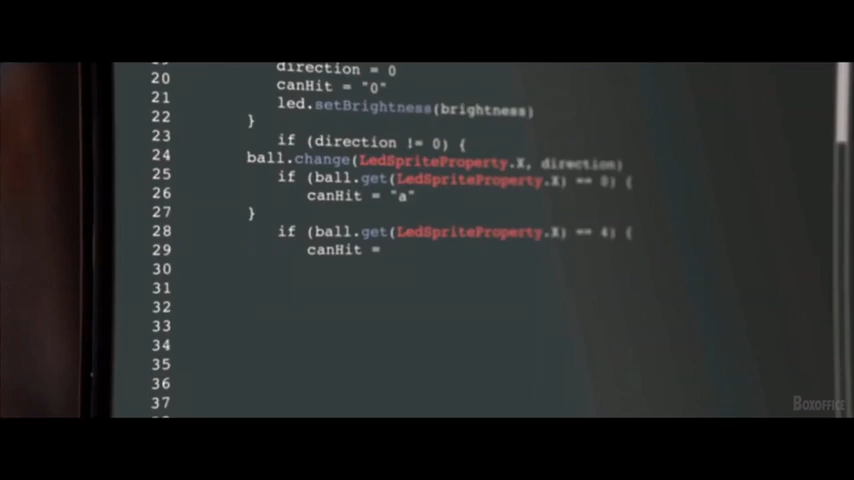 20 direction = 0
21 canHit = "0"
22 led.setBrightness(brightness)
23 }
24 if (direction != 0) {
25 ball.change(LedSpriteProperty.X, direction)
26 if (ball.get(LedSpriteProperty.X) == 0) {
27 canHit = "a"
28 }
29 if (ball.get(LedSpriteProperty.X) == 4) {
30 canHit =
31
32
33
34
35
36
37
BOXOFFICE